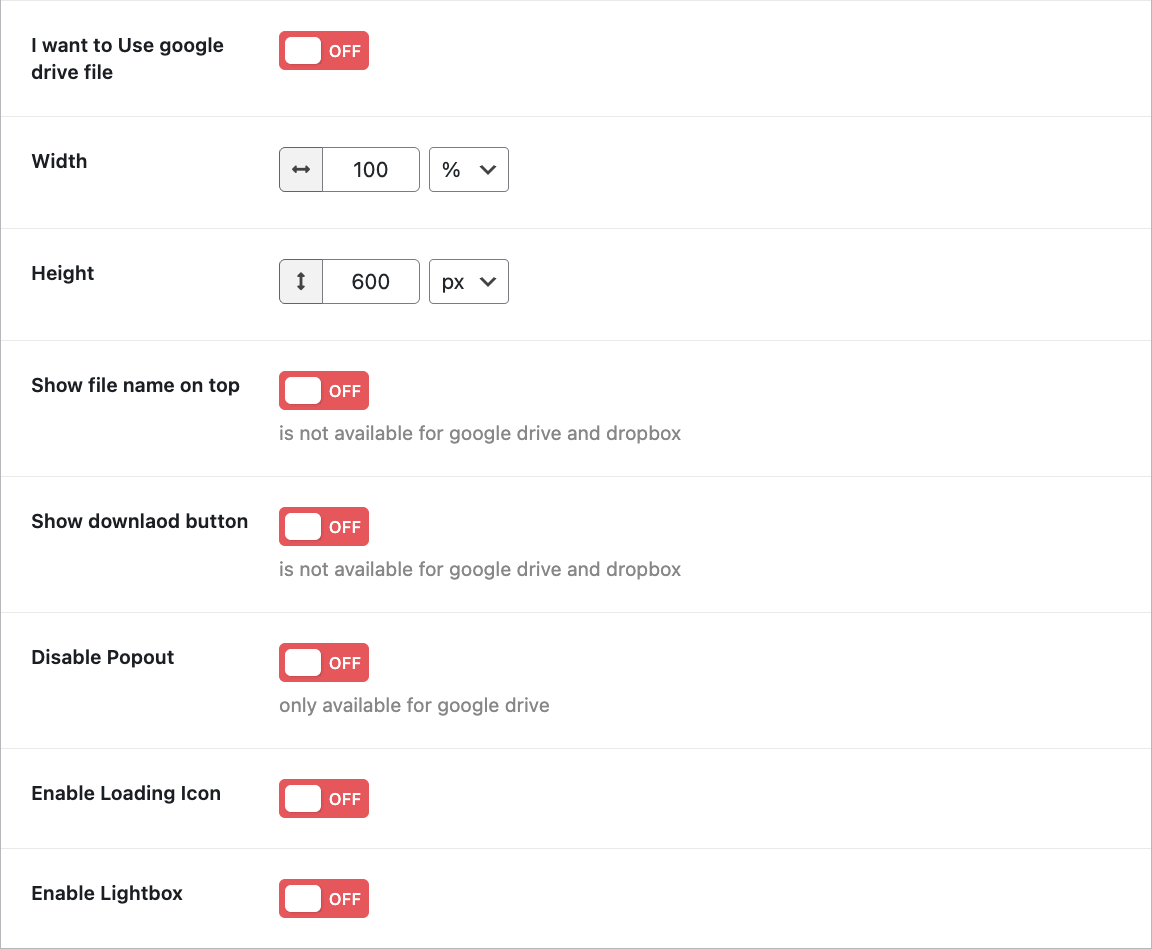 I want to Use google
drive file
OFF
Width
100
%
Height
600
px
Show file name on top
OFF
is not available for google drive and dropbox
Show downlaod button
OFF
is not available for google drive and dropbox
Disable Popout
OFF
only available for google drive
Enable Loading Icon
OFF
Enable Lightbox
OFF